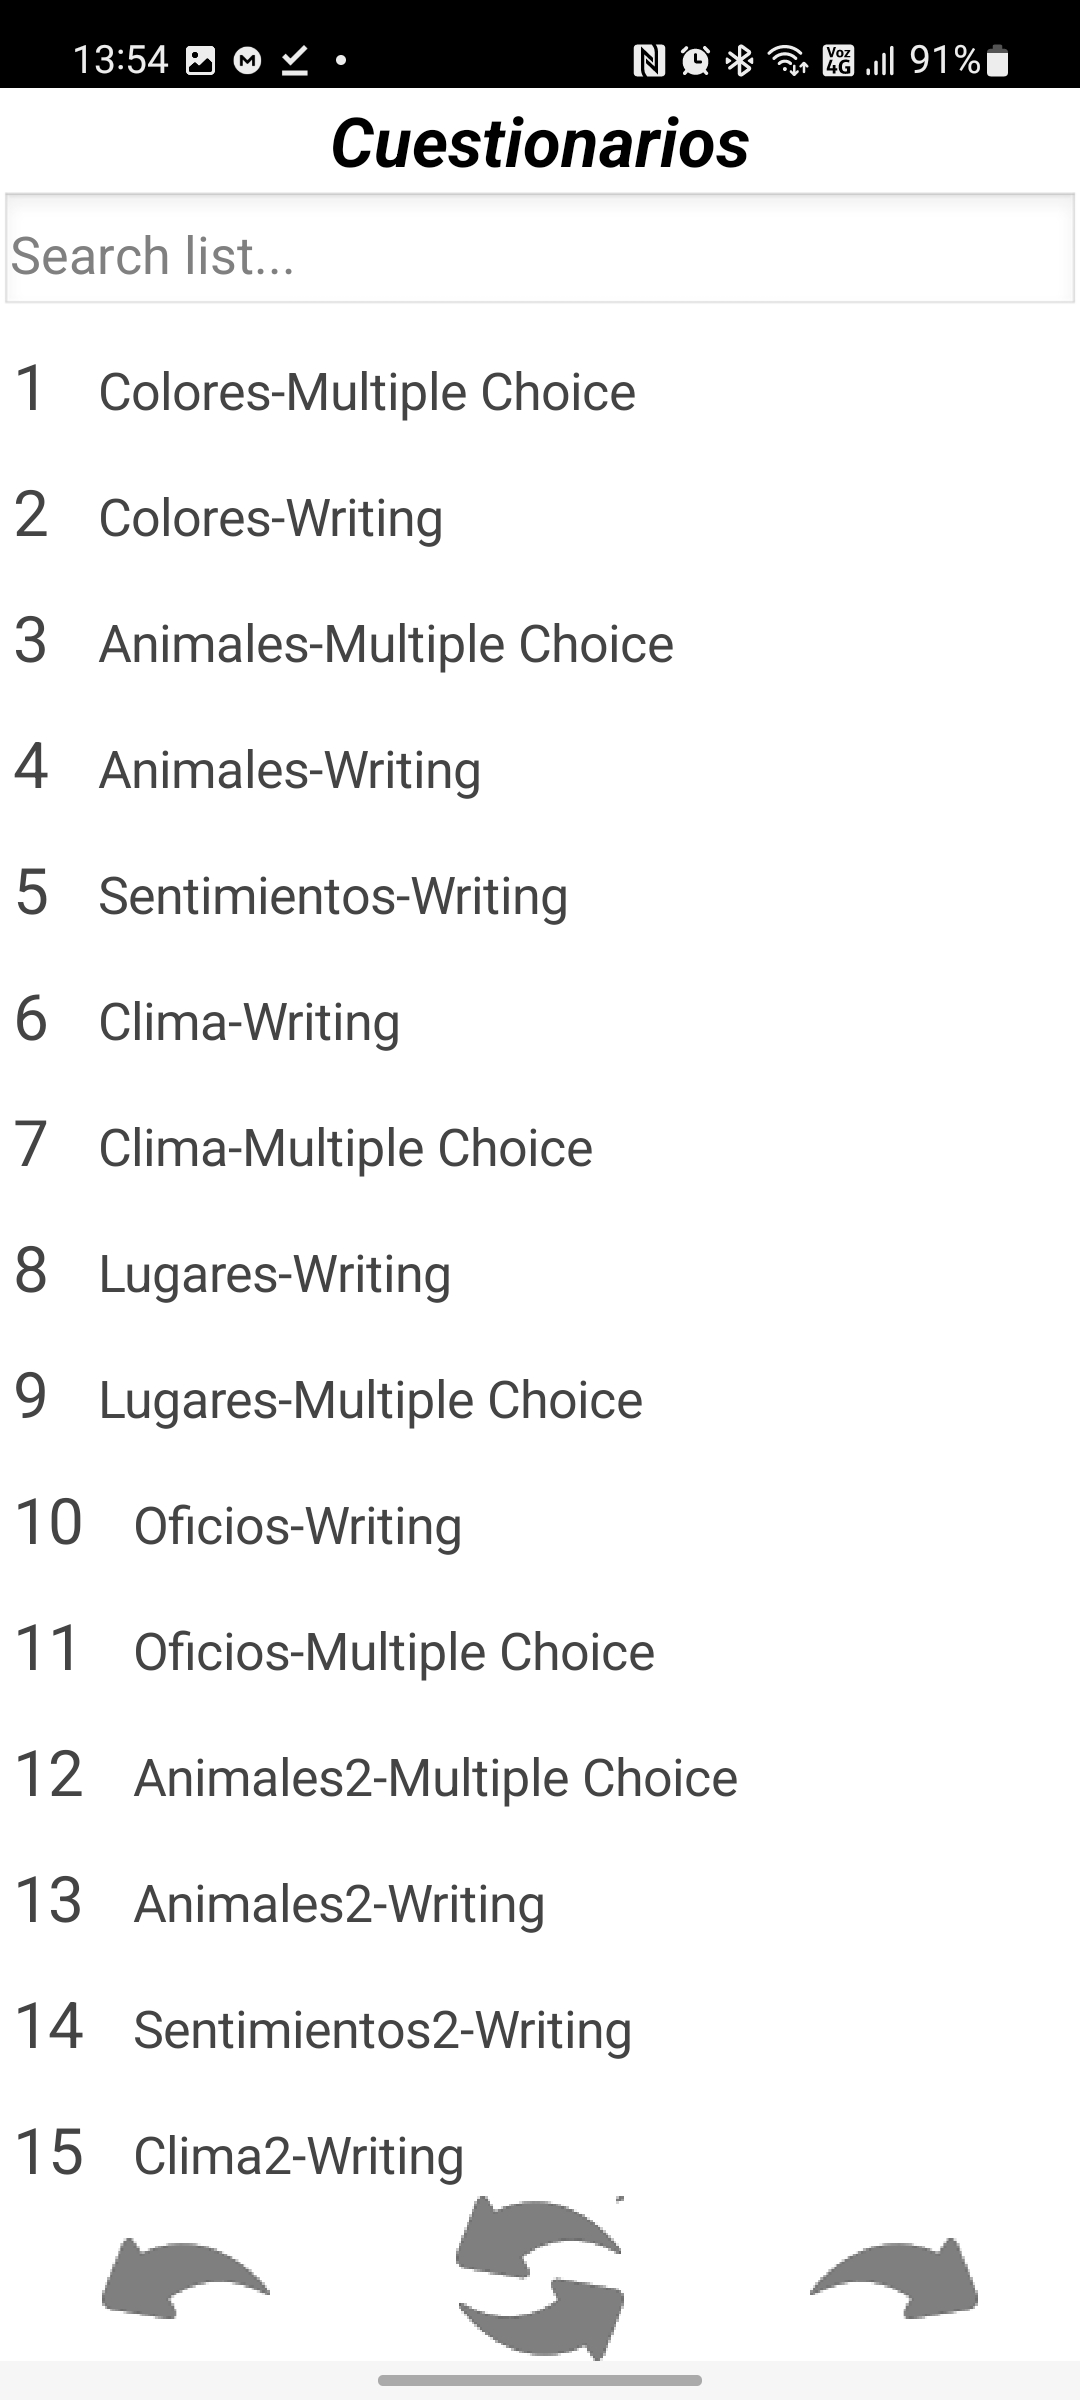 13:54 Voz 4G 91%
Cuestionarios
Search list...
1 Colores-Multiple Choice
2 Colores-Writing
3 Animales-Multiple Choice
4 Animales-Writing
5 Sentimientos-Writing
6 Clima-Writing
7 Clima-Multiple Choice
8 Lugares-Writing
9 Lugares-Multiple Choice
10 Oficios-Writing
11 Oficios-Multiple Choice
12 Animales2-Multiple Choice
13 Animales2-Writing
14 Sentimientos2-Writing
15 Clima2-Writing